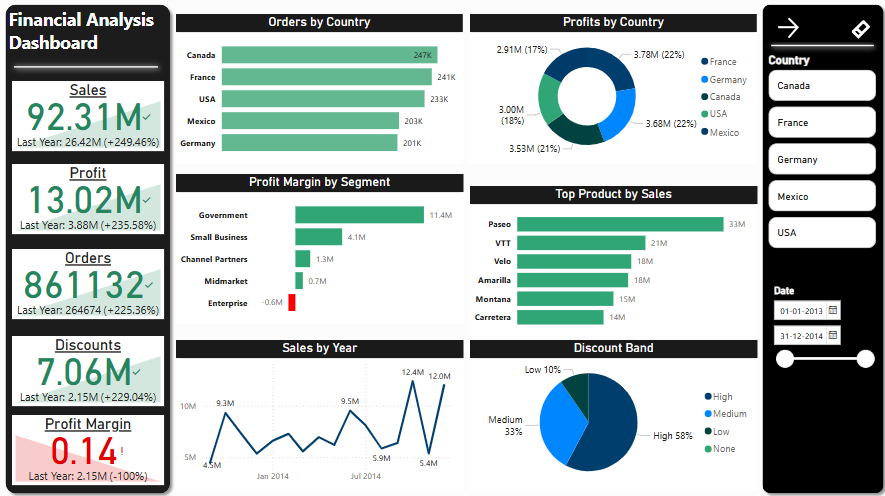 Financial Analysis
Dashboard
Sales
92.31M
Last Year: 26.42M (+249.46%)
Profit
13.02M
Last Year: 3.88M (+235.58%)
Orders
861132
Last Year: 264674 (+225.36%)
Discounts
7.06M
Last Year: 2.15M (+229.04%)
Profit Margin
0.14!
Last Year: 2.15M (-100%)
Orders by Country
Canada 247K
France 241K
USA 233K
Mexico 203K
Germany 201K
Profits by Country
2.91M (17%)
3.78M (22%)
3.00M
(18%)
3.68M (22%)
3.53M (21%)
France
Germany
Canada
USA
Mexico
Profit Margin by Segment
Government 11.4M
Small Business 4.1M
Channel Partners 1.3M
Midmarket 0.7M
Enterprise -0.6M
Top Product by Sales
Paseo 33M
VTT 21M
Velo 18M
Amarilla 18M
Montana 15M
Carretera 14M
Sales by Year
12.4M
12.0M
9.3M
9.5M
10M
5M
4.5M
5.9M
5.4M
Jan 2014
Jul 2014
Discount Band
Low 10%
Medium
33%
High 58%
High
Medium
Low
None
Country
Canada
France
Germany
Mexico
USA
Date
01-01-2013
31-12-2014